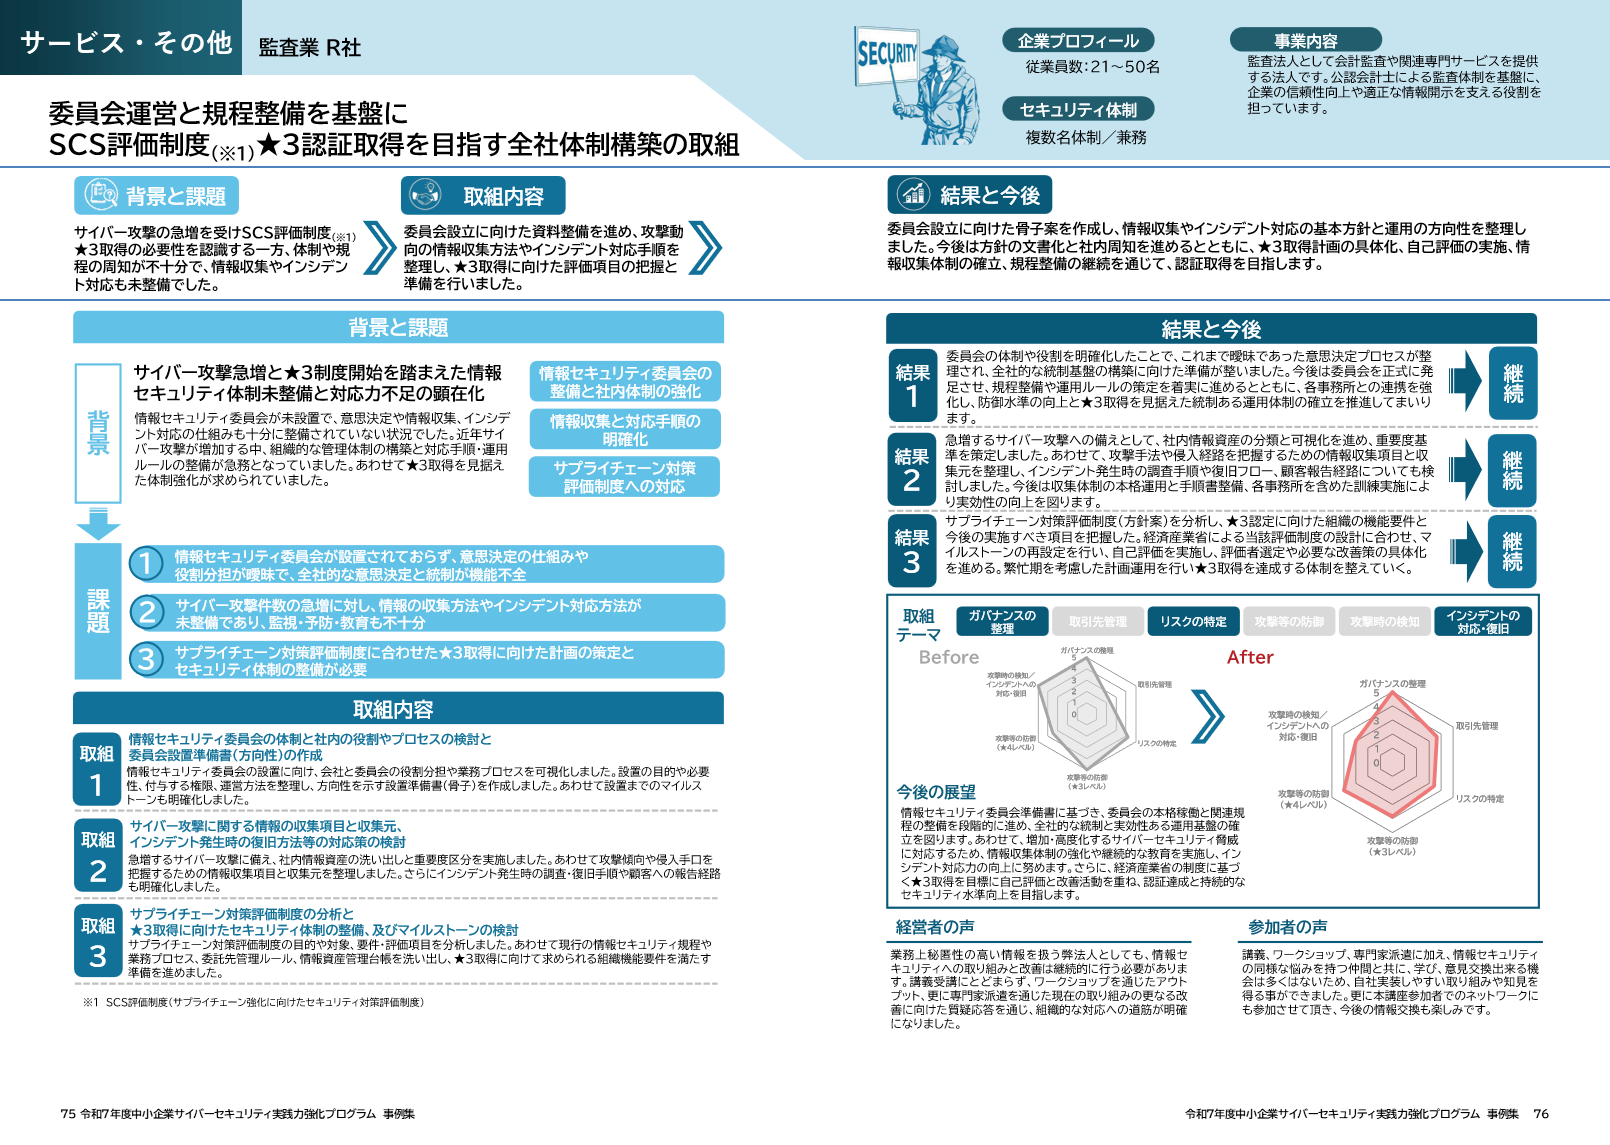 サービス・その他
監査業 R社
委員会運営と規程整備を基盤に
SCS評価制度(※1)★3認証取得を目指す全社体制構築の取組
SECURITY
企業プロフィール
従業員数:21～50名
セキュリティ体制
複数名体制／兼務
事業内容
監査法人として会計監査や関連専門サービスを提供
する法人です。公認会計士による監査体制を基盤に、
企業の信頼性向上や適正な情報開示を支える役割を
担っています。
背景と課題
サイバー攻撃の急増を受けSCS評価制度(※1)
★3取得の必要性を認識する一方、体制や規
程の周知が不十分で、情報収集やインシデン
ト対応も未整備でした。
取組内容
委員会設立に向けた資料整備を進め、攻撃動
向の情報収集方法やインシデント対応手順を
整理し、★3取得に向けた評価項目の把握と
準備を行いました。
結果と今後
委員会設立に向けた骨子案を作成し、情報収集やインシデント対応の基本方針と運用の方向性を整理し
ました。今後は方針の文書化と社内周知を進めるとともに、★3取得計画の具体化、自己評価の実施、情
報収集体制の確立、規程整備の継続を通じて、認証取得を目指します。
背景と課題
背景
サイバー攻撃急増と★3制度開始を踏まえた情報
セキュリティ体制未整備と対応力不足の顕在化
情報セキュリティ委員会が未設置で、意思決定や情報収集、インシデ
ント対応の仕組みも十分に整備されていない状況でした。近年サイ
バー攻撃が増加する中、組織的な管理体制の構築と対応手順・運用
ルールの整備が急務となっていました。あわせて★3取得を見据え
た体制強化が求められていました。
情報セキュリティ委員会の
整備と社内体制の強化
情報収集と対応手順の
明確化
サプライチェーン対策
評価制度への対応
課題
1 情報セキュリティ委員会が設置されておらず、意思決定の仕組みや
役割分担が曖昧で、全社的な意思決定と統制が機能不全
2 サイバー攻撃件数の急増に対し、情報の収集方法やインシデント対応方法が
未整備であり、監視・予防・教育も不十分
3 サプライチェーン対策評価制度に合わせた★3取得に向けた計画の策定と
セキュリティ体制の整備が必要
取組内容
取組
1
情報セキュリティ委員会の体制と社内の役割やプロセスの検討と
委員会設置準備書(方向性)の作成
情報セキュリティ委員会の設置に向け、会社と委員会の役割分担や業務プロセスを可視化しました。設置の目的や必要
性、付与する権限、運営方法を整理し、方向性を示す設置準備書(骨子)を作成しました。あわせて設置までのマイルス
トーンも明確化しました。
取組
2
サイバー攻撃に関する情報の収集項目と収集元、
インシデント発生時の復旧方法等の対応策の検討
急増するサイバー攻撃に備え、社内情報資産の洗い出しと重要度区分を実施しました。あわせて攻撃傾向や侵入手口を
把握するための情報収集項目と収集元を整理しました。さらにインシデント発生時の調査・復旧手順や顧客への報告経路
も明確化しました。
取組
3
サプライチェーン対策評価制度の分析と
★3取得に向けたセキュリティ体制の整備、及びマイルストーンの検討
サプライチェーン対策評価制度の目的や対象、要件・評価項目を分析しました。あわせて現行の情報セキュリティ規程や
業務プロセス、委託先管理ルール、情報資産管理台帳を洗い出し、★3取得に向けて求められる組織機能要件を満たす
準備を進めました。
※1 SCS評価制度(サプライチェーン強化に向けたセキュリティ対策評価制度)
結果と今後
結果
1
委員会の体制や役割を明確化したことで、これまで曖昧であった意思決定プロセスが整
理され、全社的な統制基盤の構築に向けた準備が整いました。今後は委員会を正式に発
足させ、規程整備や運用ルールの策定を着実に進めるとともに、各事務所との連携を強
化し、防御水準の向上と★3取得を見据えた統制ある運用体制の確立を推進してまいり
ます。
継続
結果
2
急増するサイバー攻撃への備えとして、社内情報資産の分類と可視化を進め、重要度基
準を策定しました。あわせて、攻撃手法や侵入経路を把握するための情報収集項目と収
集元を整理し、インシデント発生時の調査手順や復旧フロー、顧客報告経路についても検
討しました。今後は収集体制の本格運用と手順書整備、各事務所を含めた訓練実施によ
り実効性の向上を図ります。
継続
結果
3
サプライチェーン対策評価制度(方針案)を分析し、★3認定に向けた組織の機能要件と
今後の実施すべき項目を把握した。経済産業省による当該評価制度の設計に合わせ、マ
イルストーンの再設定を行い、自己評価を実施し、評価者選定や必要な改善策の具体化
を進める。繁忙期を考慮した計画運用を行い★3取得を達成する体制を整えていく。
継続
取組
テーマ
ガバナンスの
整理
取引先管理
リスクの特定
攻撃等の防御
攻撃時の検知
インシデントの
対応・復旧
Before
ガバナンスの整理
5
4
3
2
1
0
取引先管理
リスクの特定
攻撃等の防御
(★3レベル)
攻撃等の防御
(★4レベル)
攻撃時の検知／
インシデントへの
対応・復旧
After
ガバナンスの整理
5
4
3
2
1
0
取引先管理
リスクの特定
攻撃等の防御
(★3レベル)
攻撃等の防御
(★4レベル)
攻撃時の検知／
インシデントへの
対応・復旧
今後の展望
情報セキュリティ委員会準備書に基づき、委員会の本格稼働と関連規
程の整備を段階的に進め、全社的な統制と実効性ある運用基盤の確
立を図ります。あわせて、増加・高度化するサイバーセキュリティ脅威
に対応するため、情報収集体制の強化や継続的な教育を実施し、イン
シデント対応力の向上に努めます。さらに、経済産業省の制度に基づ
く★3取得を目標に自己評価と改善活動を重ね、認証達成と持続的な
セキュリティ水準向上を目指します。
経営者の声
業務上秘匿性の高い情報を扱う弊法人としても、情報セ
キュリティへの取り組みと改善は継続的に行う必要がありま
す。講義受講にとどまらず、ワークショップを通じたアウト
プット、更に専門家派遣を通じた現在の取り組みの更なる改
善に向けた質疑応答を通し、組織的な対応への道筋が明確
になりました。
参加者の声
講義、ワークショップ、専門家派遣に加え、情報セキュリティ
の同様な悩みを持つ仲間と共に、学び、意見交換出来る機
会は多くはないため、自社実装しやすい取り組みや知見を
得る事ができました。更に本講座参加者でのネットワークに
も参加させて頂き、今後の情報交換も楽しみです。
75 令和7年度中小企業サイバーセキュリティ実践力強化プログラム 事例集
令和7年度中小企業サイバーセキュリティ実践力強化プログラム 事例集 76